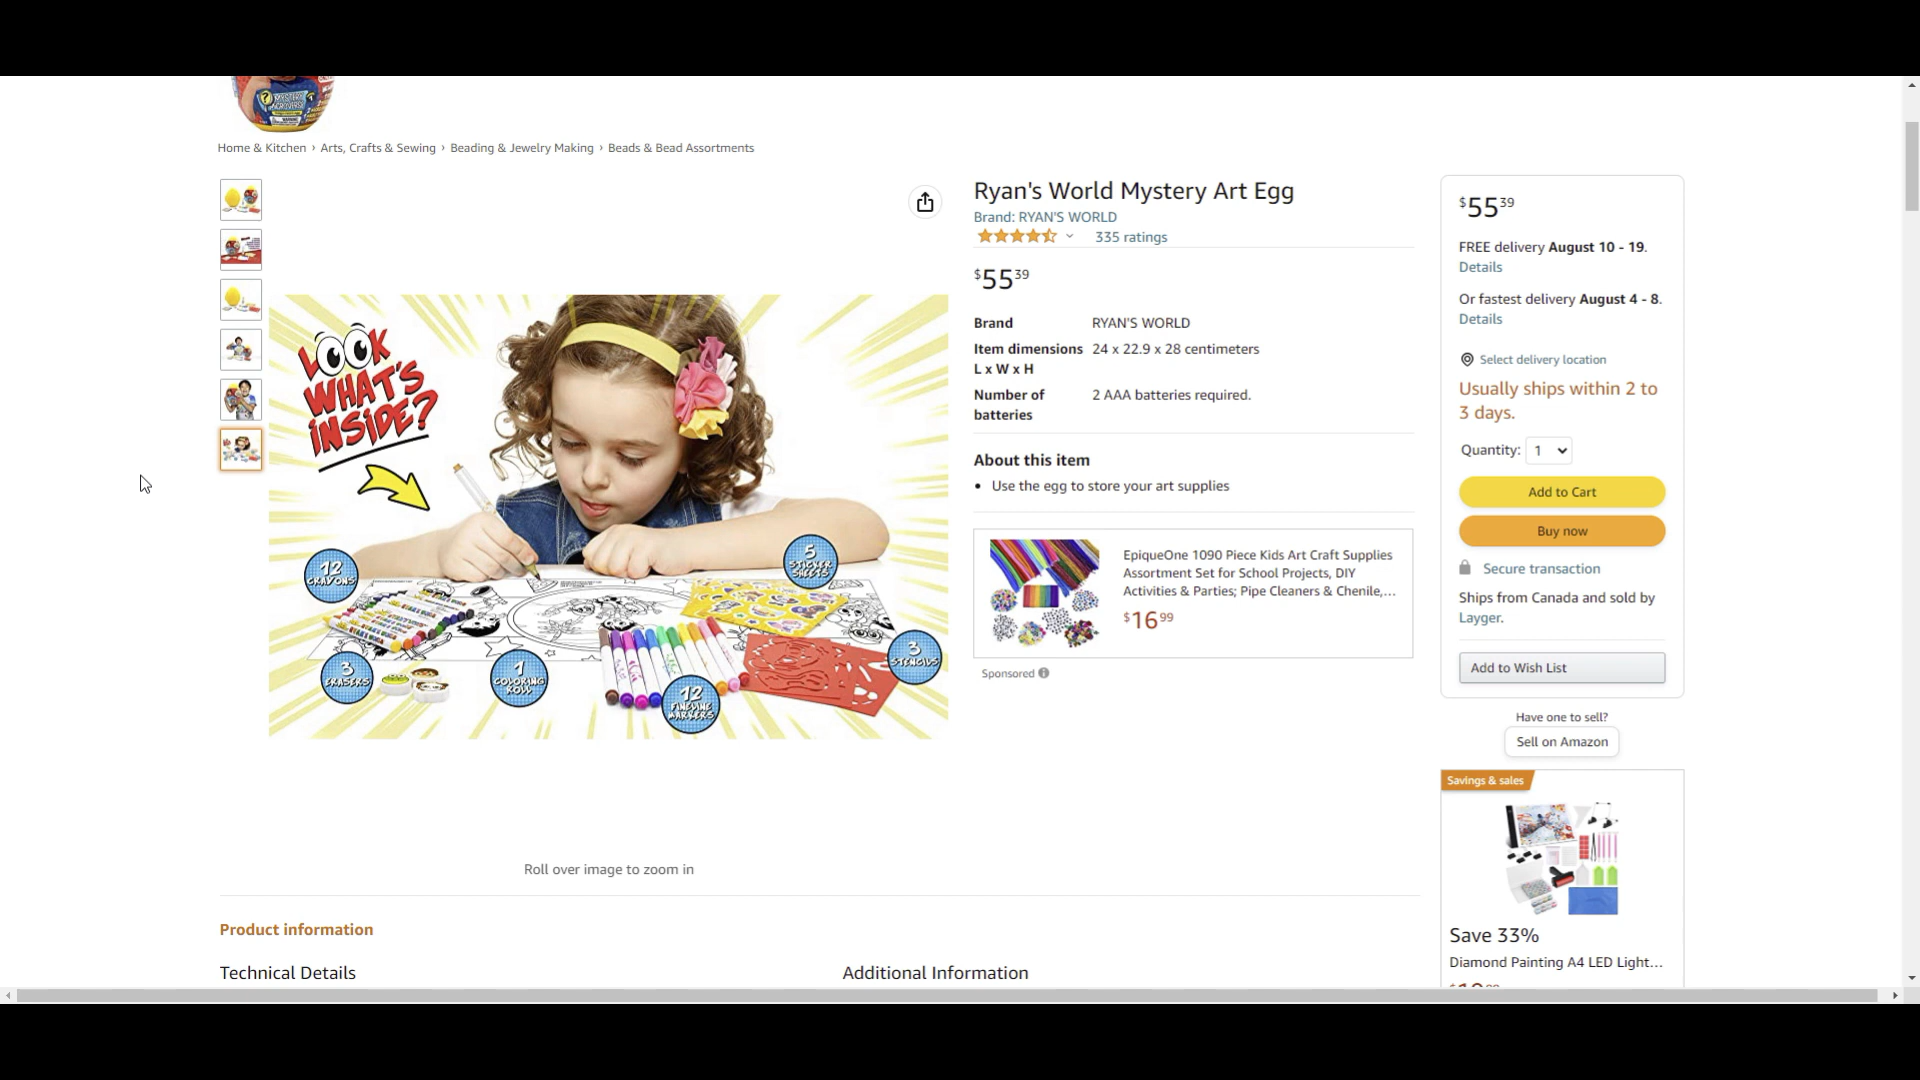 MYSTERY
Home & Kitchen › Arts, Crafts & Sewing › Beading & Jewelry Making › Beads & Bead Assortments
Ryan's World Mystery Art Egg
Brand: RYAN'S WORLD
335 ratings
$55 39
Brand RYAN'S WORLD
Item dimensions 24 x 22.9 x 28 centimeters
L x W x H
Number of 2 AAA batteries required.
batteries
About this item
• Use the egg to store your art supplies
EpiqueOne 1090 Piece Kids Art Craft Supplies
Assortment Set for School Projects, DIY
Activities & Parties; Pipe Cleaners & Chenile,...
$16 99
Sponsored
LOOK
WHAT'S
INSIDE?
12
CRAYONS
5
STICKER
SHEETS
3
ERASERS
1
COLORING
ROLL
12
FINELINE
MARKERS
3
STENCILS
Roll over image to zoom in
$55 39
FREE delivery August 10 - 19.
Details
Or fastest delivery August 4 - 8.
Details
Select delivery location
Usually ships within 2 to
3 days.
Quantity: 1
Add to Cart
Buy now
Secure transaction
Ships from Canada and sold by
Layger.
Add to Wish List
Have one to sell?
Sell on Amazon
Savings & sales
Save 33%
Diamond Painting A4 LED Light...
Product information
Technical Details
Additional Information